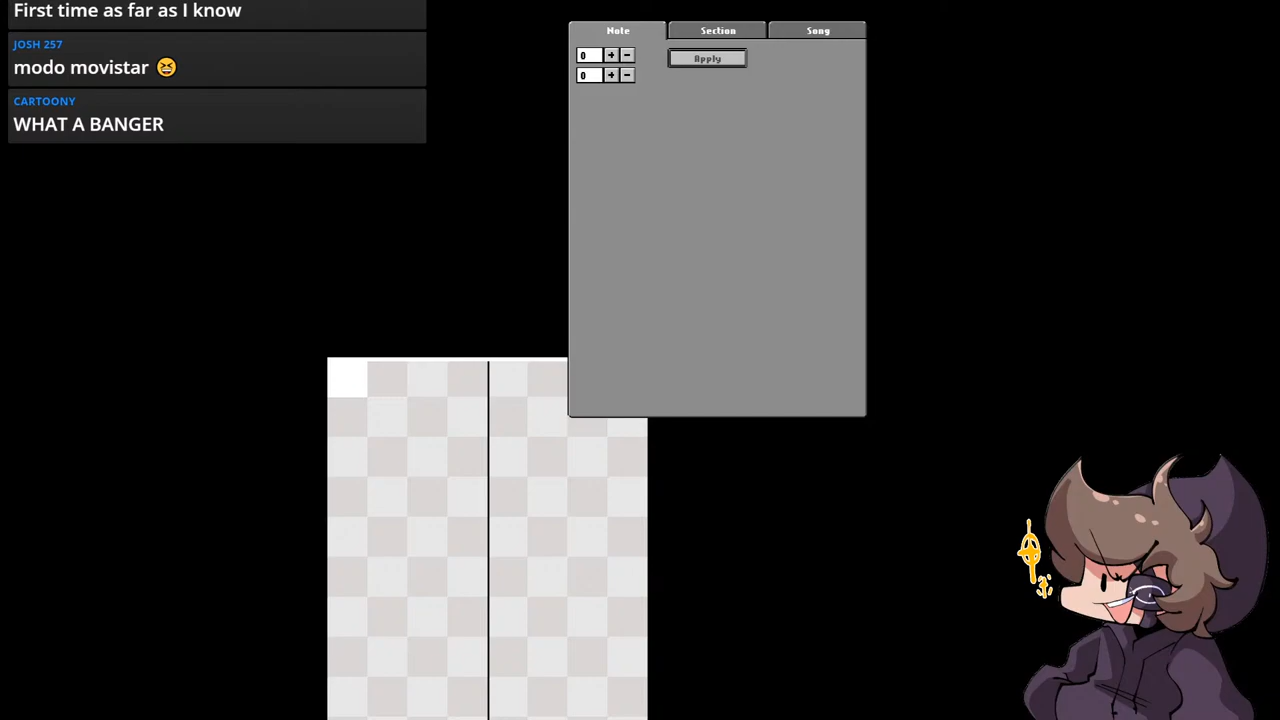 First time as far as I know
JOSH 257
modo movistar 😆
CARTOONY
WHAT A BANGER
Note Section Song
0 + - Apply
0 + -